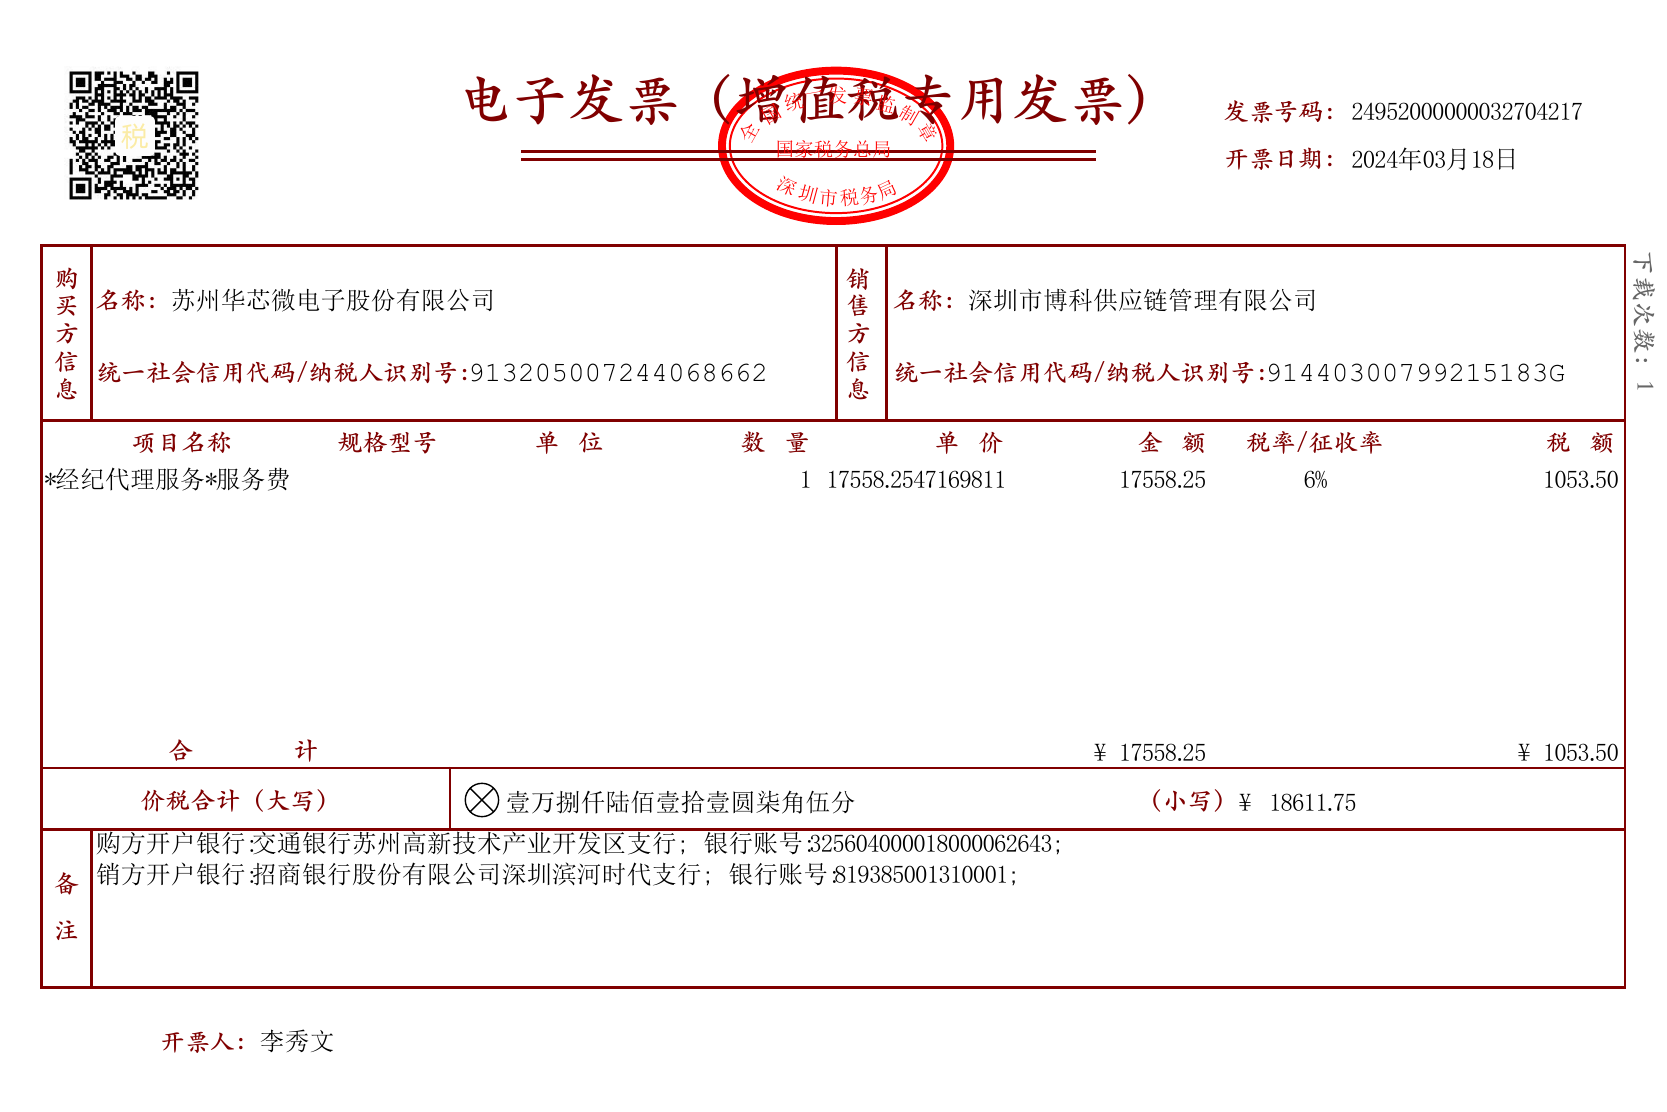 税
电子发票（增值税专用发票）
全国统一发票监制章
国家税务总局
深圳市税务局
发票号码：24952000000032704217
开票日期：2024年03月18日
下载次数：1
购买方信息
名称：苏州华芯微电子股份有限公司
统一社会信用代码/纳税人识别号:913205007244068662
销售方信息
名称：深圳市博科供应链管理有限公司
统一社会信用代码/纳税人识别号:91440300799215183G
项目名称 规格型号 单 位 数 量 单 价 金 额 税率/征收率 税 额
*经纪代理服务*服务费 1 17558.2547169811 17558.25 6% 1053.50
合 计 ¥ 17558.25 ¥ 1053.50
价税合计（大写） 壹万捌仟陆佰壹拾壹圆柒角伍分 （小写）¥ 18611.75
备注
购方开户银行:交通银行苏州高新技术产业开发区支行; 银行账号:325604000018000062643;
销方开户银行:招商银行股份有限公司深圳滨河时代支行; 银行账号:819385001310001;
开票人：李秀文